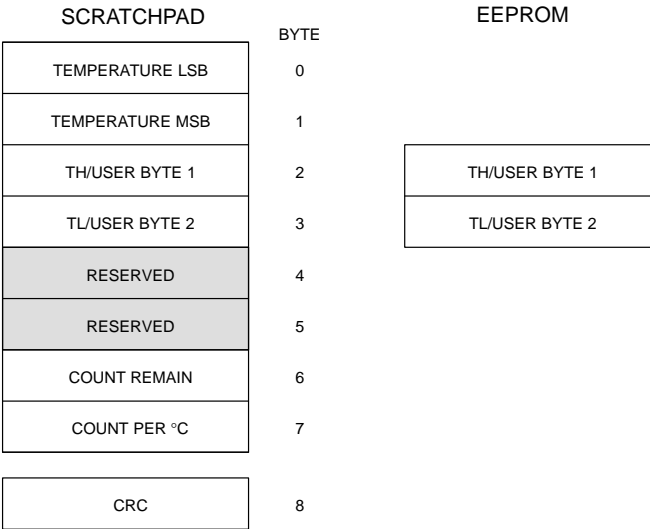 SCRATCHPAD EEPROM
BYTE
TEMPERATURE LSB 0
TEMPERATURE MSB 1
TH/USER BYTE 1 2 TH/USER BYTE 1
TL/USER BYTE 2 3 TL/USER BYTE 2
RESERVED 4
RESERVED 5
COUNT REMAIN 6
COUNT PER °C 7
CRC 8